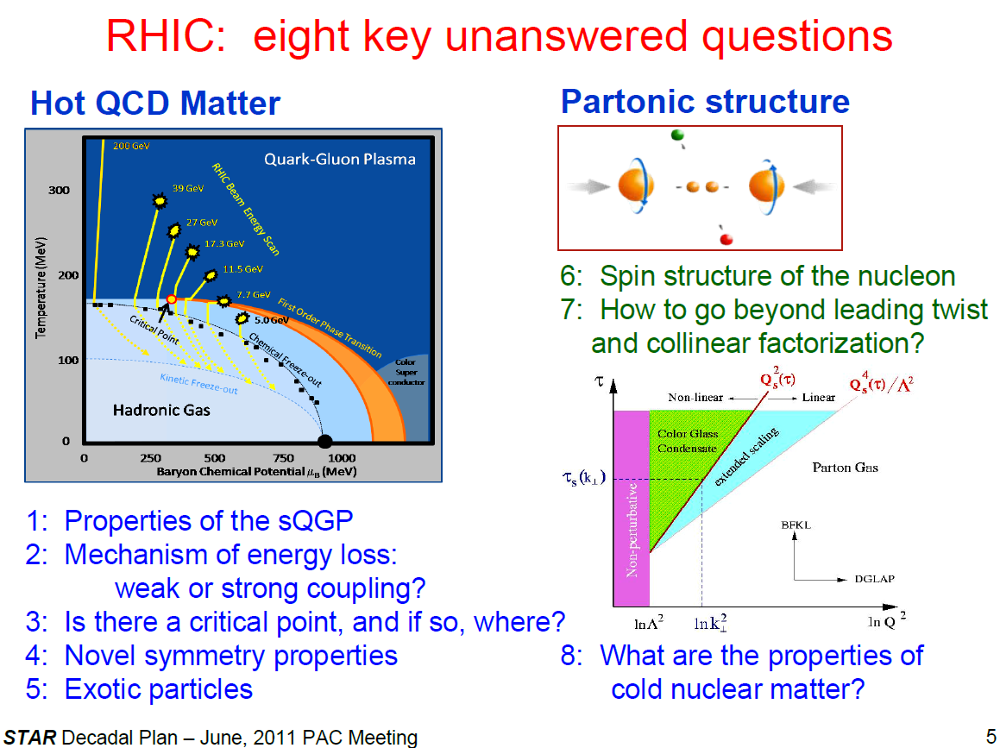 RHIC: eight key unanswered questions
Hot QCD Matter
200 GeV
Quark-Gluon Plasma
39 GeV
RHIC Beam Energy Scan
27 GeV
17.3 GeV
11.5 GeV
7.7 GeV
5.0 GeV
First Order Phase Transition
Critical Point
Chemical Freeze-out
Kinetic Freeze-out
Color
Super
conductor
Hadronic Gas
Temperature (MeV)
300
200
100
0
0 250 500 750 1000
Baryon Chemical Potential μB (MeV)
1: Properties of the sQGP
2: Mechanism of energy loss:
weak or strong coupling?
3: Is there a critical point, and if so, where?
4: Novel symmetry properties
5: Exotic particles
Partonic structure
6: Spin structure of the nucleon
7: How to go beyond leading twist
and collinear factorization?
τ
Q²s(τ)
Q⁴s(τ)/Λ²
Non-linear
Linear
Color Glass
Condensate
extended scaling
Parton Gas
τs(k⊥)
Non-perturbative
BFKL
DGLAP
lnΛ²
lnk²⊥
ln Q²
8: What are the properties of
cold nuclear matter?
STAR Decadal Plan – June, 2011 PAC Meeting
5